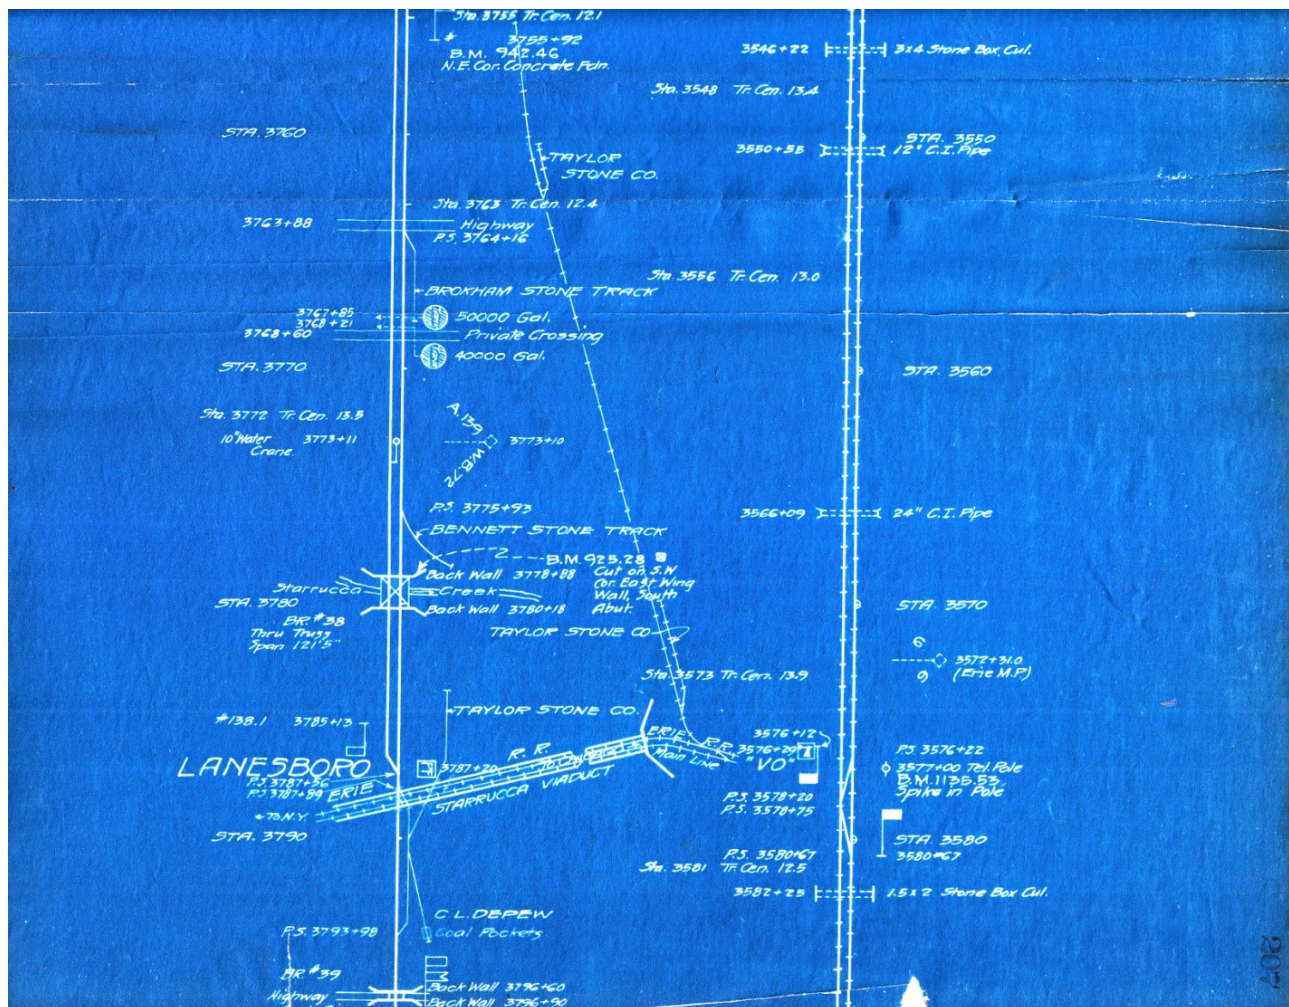 Sta. 3755 Tr. Cen. 12.1
3755+92
B.M. 942.46
N.E. Cor. Concrete Fdn.
STA. 3760
TAYLOR
STONE CO.
Sta. 3763 Tr. Cen. 12.4
3763+88
Highway
P.S. 3764+16
BROKHAM STONE TRACK
3767+85
50000 Gal.
3768+21
3768+60
Private Crossing
40000 Gal.
STA. 3770
Sta. 3772 Tr. Cen. 13.5
10" Water
Crane.
3773+11
A.139
W.B.72
3773+10
P.S. 3775+93
BENNETT STONE TRACK
2
B.M. 925.28
Back Wall 3778+88
Cut on S.W
Cor. East Wing
Wall, South
Abut.
Starrucca Creek
STA. 3780
Back Wall 3780+18
BR. #38
Thru Truss
Span 121'5"
TAYLOR STONE CO
Sta. 3573 Tr. Cen. 13.9
TAYLOR STONE CO.
#138.1 3785+13
LANESBORO
3787+20
P.S. 3787+56
P.S. 3787+89
ERIE R. R.
STARRUCCA VIADUCT
ERIE R.R.
Main Line
←To N.Y.
STA. 3790
C. L. DEPEW
Coal Pockets
P.S. 3793+98
BR. #39
Highway
Back Wall 3796+60
Back Wall 3796+90
3546+22
3x4 Stone Box Cul.
Sta. 3548 Tr. Cen. 13.4
STA. 3550
12" C.I. Pipe
Sta. 3556 Tr. Cen. 13.0
STA. 3560
3566+09
24" C.I. Pipe
STA. 3570
6
9
3572+31.0
(Erie M.P.)
3576+12
3576+29
"VO"
P.S. 3576+22
3577+00 Tel. Pole
B.M. 1135.53
Spike in Pole
P.S. 3578+20
P.S. 3578+75
STA. 3580
P.S. 3580+67
3580+67
Sta. 3581 Tr. Cen. 12.5
3582+25
1.5x2 Stone Box Cul.